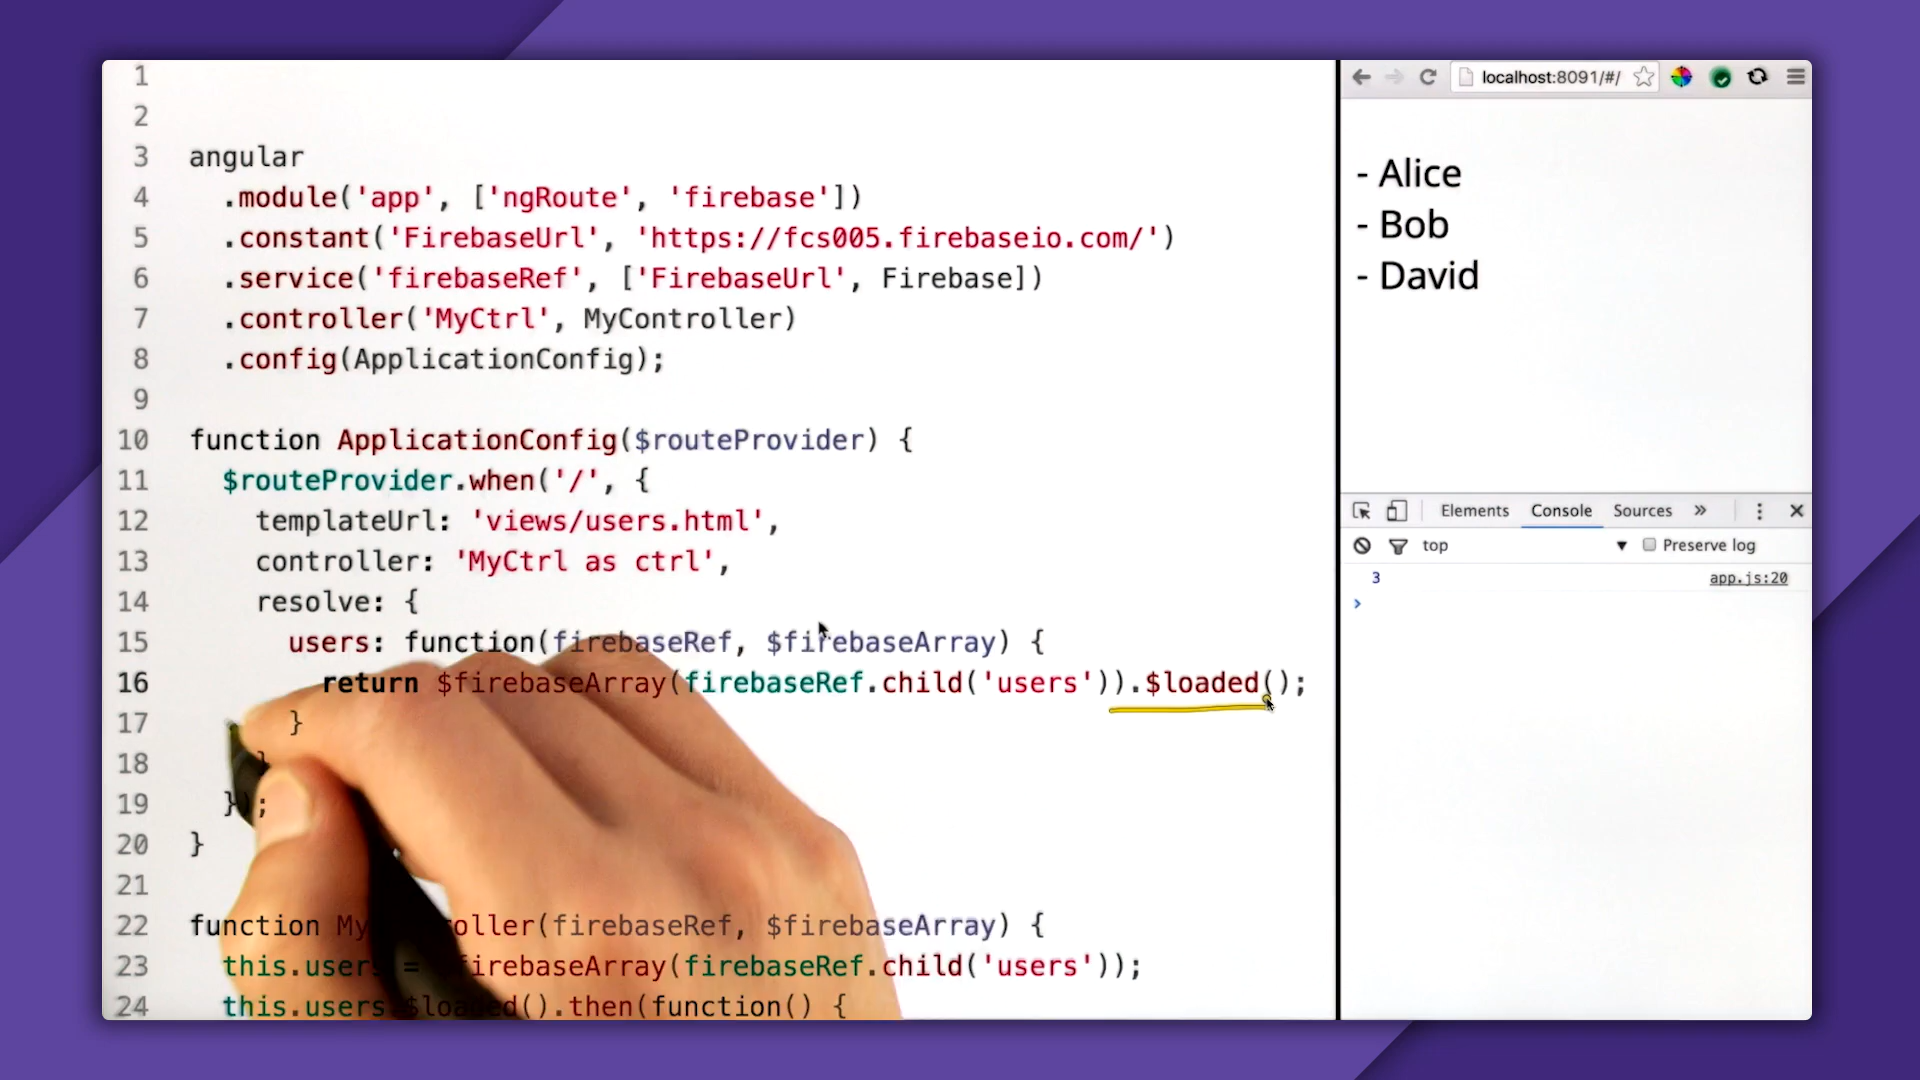 1
2
3 angular
4 .module('app', ['ngRoute', 'firebase'])
5 .constant('FirebaseUrl', 'https://fcs005.firebaseio.com/')
6 .service('firebaseRef', ['FirebaseUrl', Firebase])
7 .controller('MyCtrl', MyController)
8 .config(ApplicationConfig);
9
10 function ApplicationConfig($routeProvider) {
11 $routeProvider.when('/', {
12 templateUrl: 'views/users.html',
13 controller: 'MyCtrl as ctrl',
14 resolve: {
15 users: function(firebaseRef, $firebaseArray) {
16 return $firebaseArray(firebaseRef.child('users')).$loaded();
17 }
18 }
19 });
20 }
21
22 function My oller(firebaseRef, $firebaseArray) {
23 this.users = firebaseArray(firebaseRef.child('users'));
24 this.users $loaded().then(function() {
localhost:8091/#/
- Alice
- Bob
- David
Elements Console Sources »
top Preserve log
3 app.js:20
›